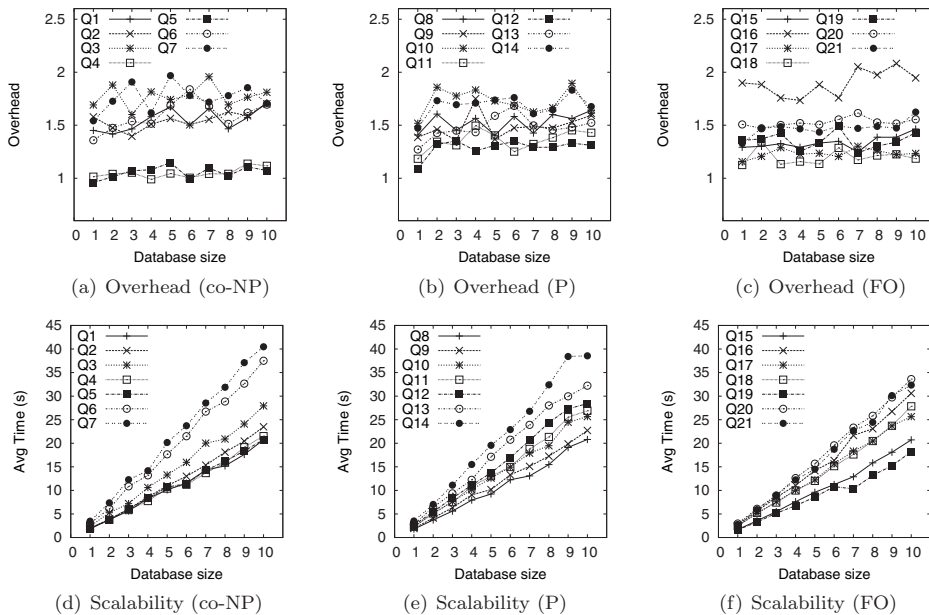 2.5
2
1.5
1
Overhead
Q1
Q2
Q3
Q4
Q5
Q6
Q7
0 1 2 3 4 5 6 7 8 9 10
Database size
(a) Overhead (co-NP)
2.5
2
1.5
1
Overhead
Q8
Q9
Q10
Q11
Q12
Q13
Q14
0 1 2 3 4 5 6 7 8 9 10
Database size
(b) Overhead (P)
2.5
2
1.5
1
Overhead
Q15
Q16
Q17
Q18
Q19
Q20
Q21
0 1 2 3 4 5 6 7 8 9 10
Database size
(c) Overhead (FO)
45
40
35
30
25
20
15
10
5
0
Avg Time (s)
Q1
Q2
Q3
Q4
Q5
Q6
Q7
0 1 2 3 4 5 6 7 8 9 10
Database size
(d) Scalability (co-NP)
45
40
35
30
25
20
15
10
5
0
Avg Time (s)
Q8
Q9
Q10
Q11
Q12
Q13
Q14
0 1 2 3 4 5 6 7 8 9 10
Database size
(e) Scalability (P)
45
40
35
30
25
20
15
10
5
0
Avg Time (s)
Q15
Q16
Q17
Q18
Q19
Q20
Q21
0 1 2 3 4 5 6 7 8 9 10
Database size
(f) Scalability (FO)